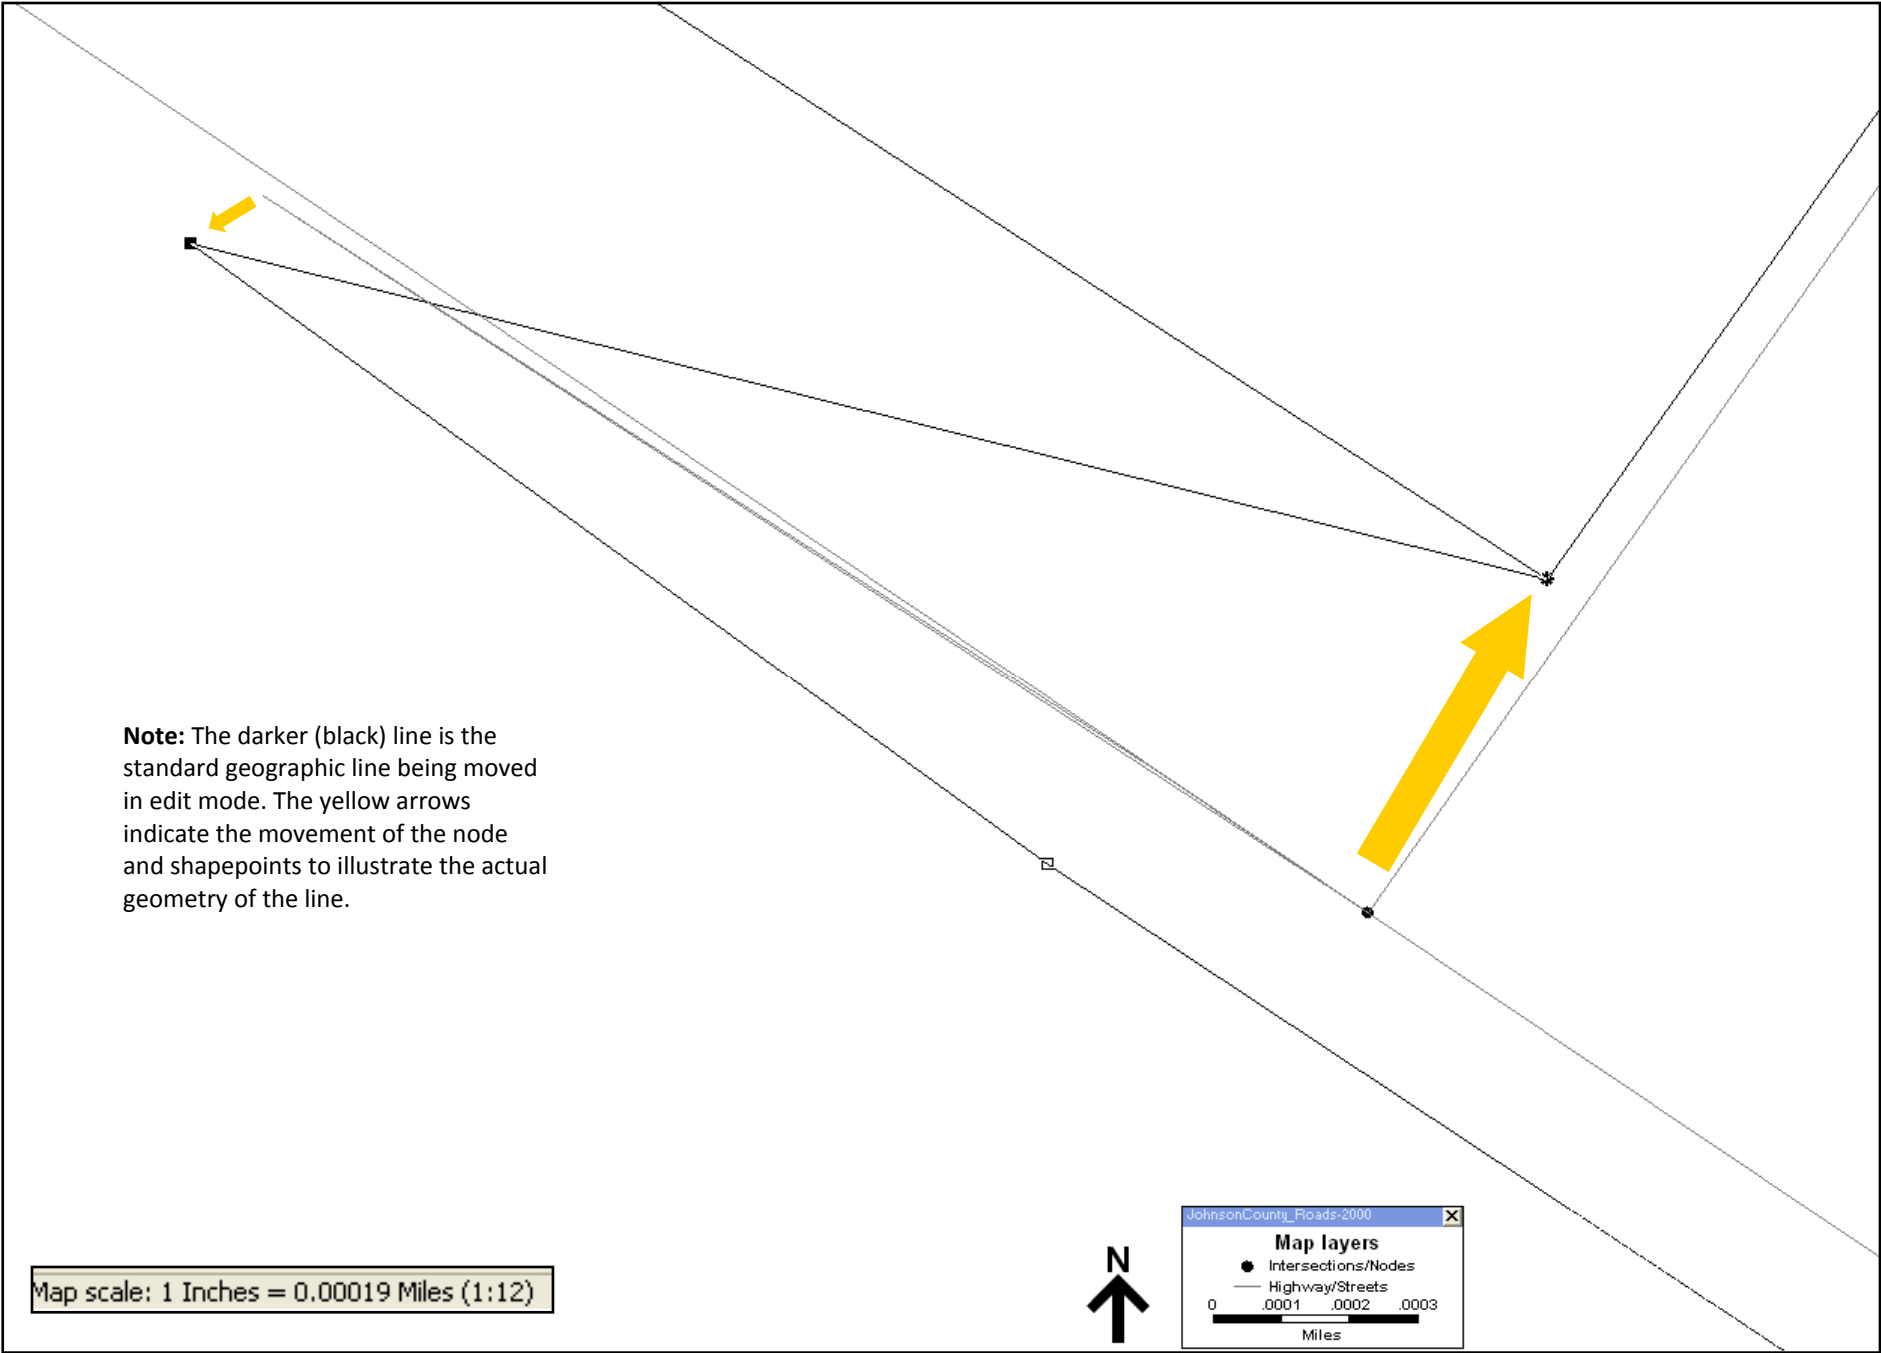 Note: The darker (black) line is the
standard geographic line being moved
in edit mode. The yellow arrows
indicate the movement of the node
and shapepoints to illustrate the actual
geometry of the line.
Map scale: 1 Inches = 0.00019 Miles (1:12)
N
JohnsonCounty_Roads-2000
Map layers
Intersections/Nodes
Highway/Streets
0 .0001 .0002 .0003
Miles